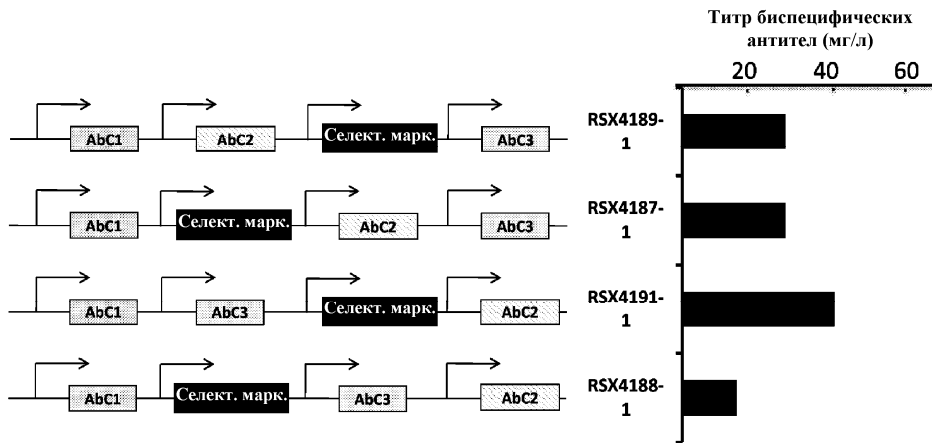 Титр биспецифических
антител (мг/л)
20 40 60
AbC1 AbC2 Селект. марк. AbC3
RSX4189-
1
AbC1 Селект. марк. AbC2 AbC3
RSX4187-
1
AbC1 AbC3 Селект. марк. AbC2
RSX4191-
1
AbC1 Селект. марк. AbC3 AbC2
RSX4188-
1